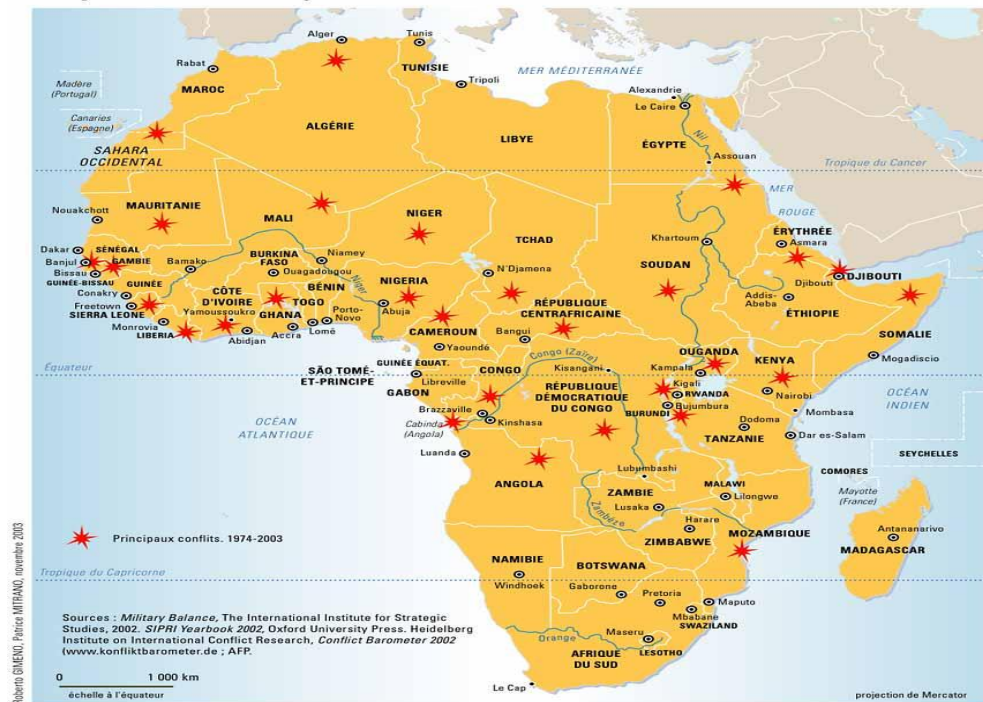 Alger
Tunis
Rabat
TUNISIE
MER MÉDITERRANÉE
Madère
(Portugal)
MAROC
Tripoli
Alexandrie
Le Caire
Canaries
(Espagne)
ALGÉRIE
LIBYE
ÉGYPTE
Nil
SAHARA
OCCIDENTAL
Assouan
Tropique du Cancer
MER
ROUGE
Nouakchott
MAURITANIE
MALI
NIGER
TCHAD
Khartoum
ÉRYTHRÉE
Asmara
Dakar
SÉNÉGAL
Banjul
GAMBIE
Bissau
GUINÉE-BISSAU
Bamako
BURKINA
FASO
Niamey
Ouagadougou
Niger
N'Djamena
SOUDAN
DJIBOUTI
Djibouti
GUINÉE
Conakry
Freetown
SIERRA LEONE
CÔTE
D'IVOIRE
Yamoussoukro
BÉNIN
TOGO
GHANA
Porto-
Novo
NIGERIA
Abuja
RÉPUBLIQUE
CENTRAFRICAINE
Addis-
Abeba
ÉTHIOPIE
SOMALIE
Monrovia
LIBERIA
Abidjan
Accra
Lomé
CAMEROUN
Yaoundé
Bangui
Mogadiscio
Équateur
GUINÉE ÉQUAT.
SÃO TOMÉ-
ET-PRINCIPE
Libreville
GABON
CONGO
Congo (Zaïre)
Kisangani
OUGANDA
Kampala
KENYA
Nairobi
OCÉAN
INDIEN
RÉPUBLIQUE
DÉMOCRATIQUE
DU CONGO
Kigali
RWANDA
BURUNDI
Bujumbura
Brazzaville
Kinshasa
Cabinda
(Angola)
OCÉAN
ATLANTIQUE
Mombasa
Dodoma
TANZANIE
Dar es-Salam
SEYCHELLES
Luanda
ANGOLA
Lubumbashi
MALAWI
Lilongwe
COMORES
Mayotte
(France)
ZAMBIE
Lusaka
Zambèze
Harare
ZIMBABWE
MOZAMBIQUE
Antananarivo
MADAGASCAR
Principaux conflits. 1974-2003
NAMIBIE
Windhoek
BOTSWANA
Gaborone
Pretoria
Maputo
Mbabane
SWAZILAND
Tropique du Capricorne
Orange
Maseru
LESOTHO
AFRIQUE
DU SUD
Le Cap
Sources : Military Balance, The International Institute for Strategic
Studies, 2002. SIPRI Yearbook 2002, Oxford University Press. Heidelberg
Institute on International Conflict Research, Conflict Barometer 2002
(www.konfliktbarometer.de ; AFP.
0 1 000 km
échelle à l'équateur
projection de Mercator
Roberto GIMENO, Patrice MITRANO, novembre 2003